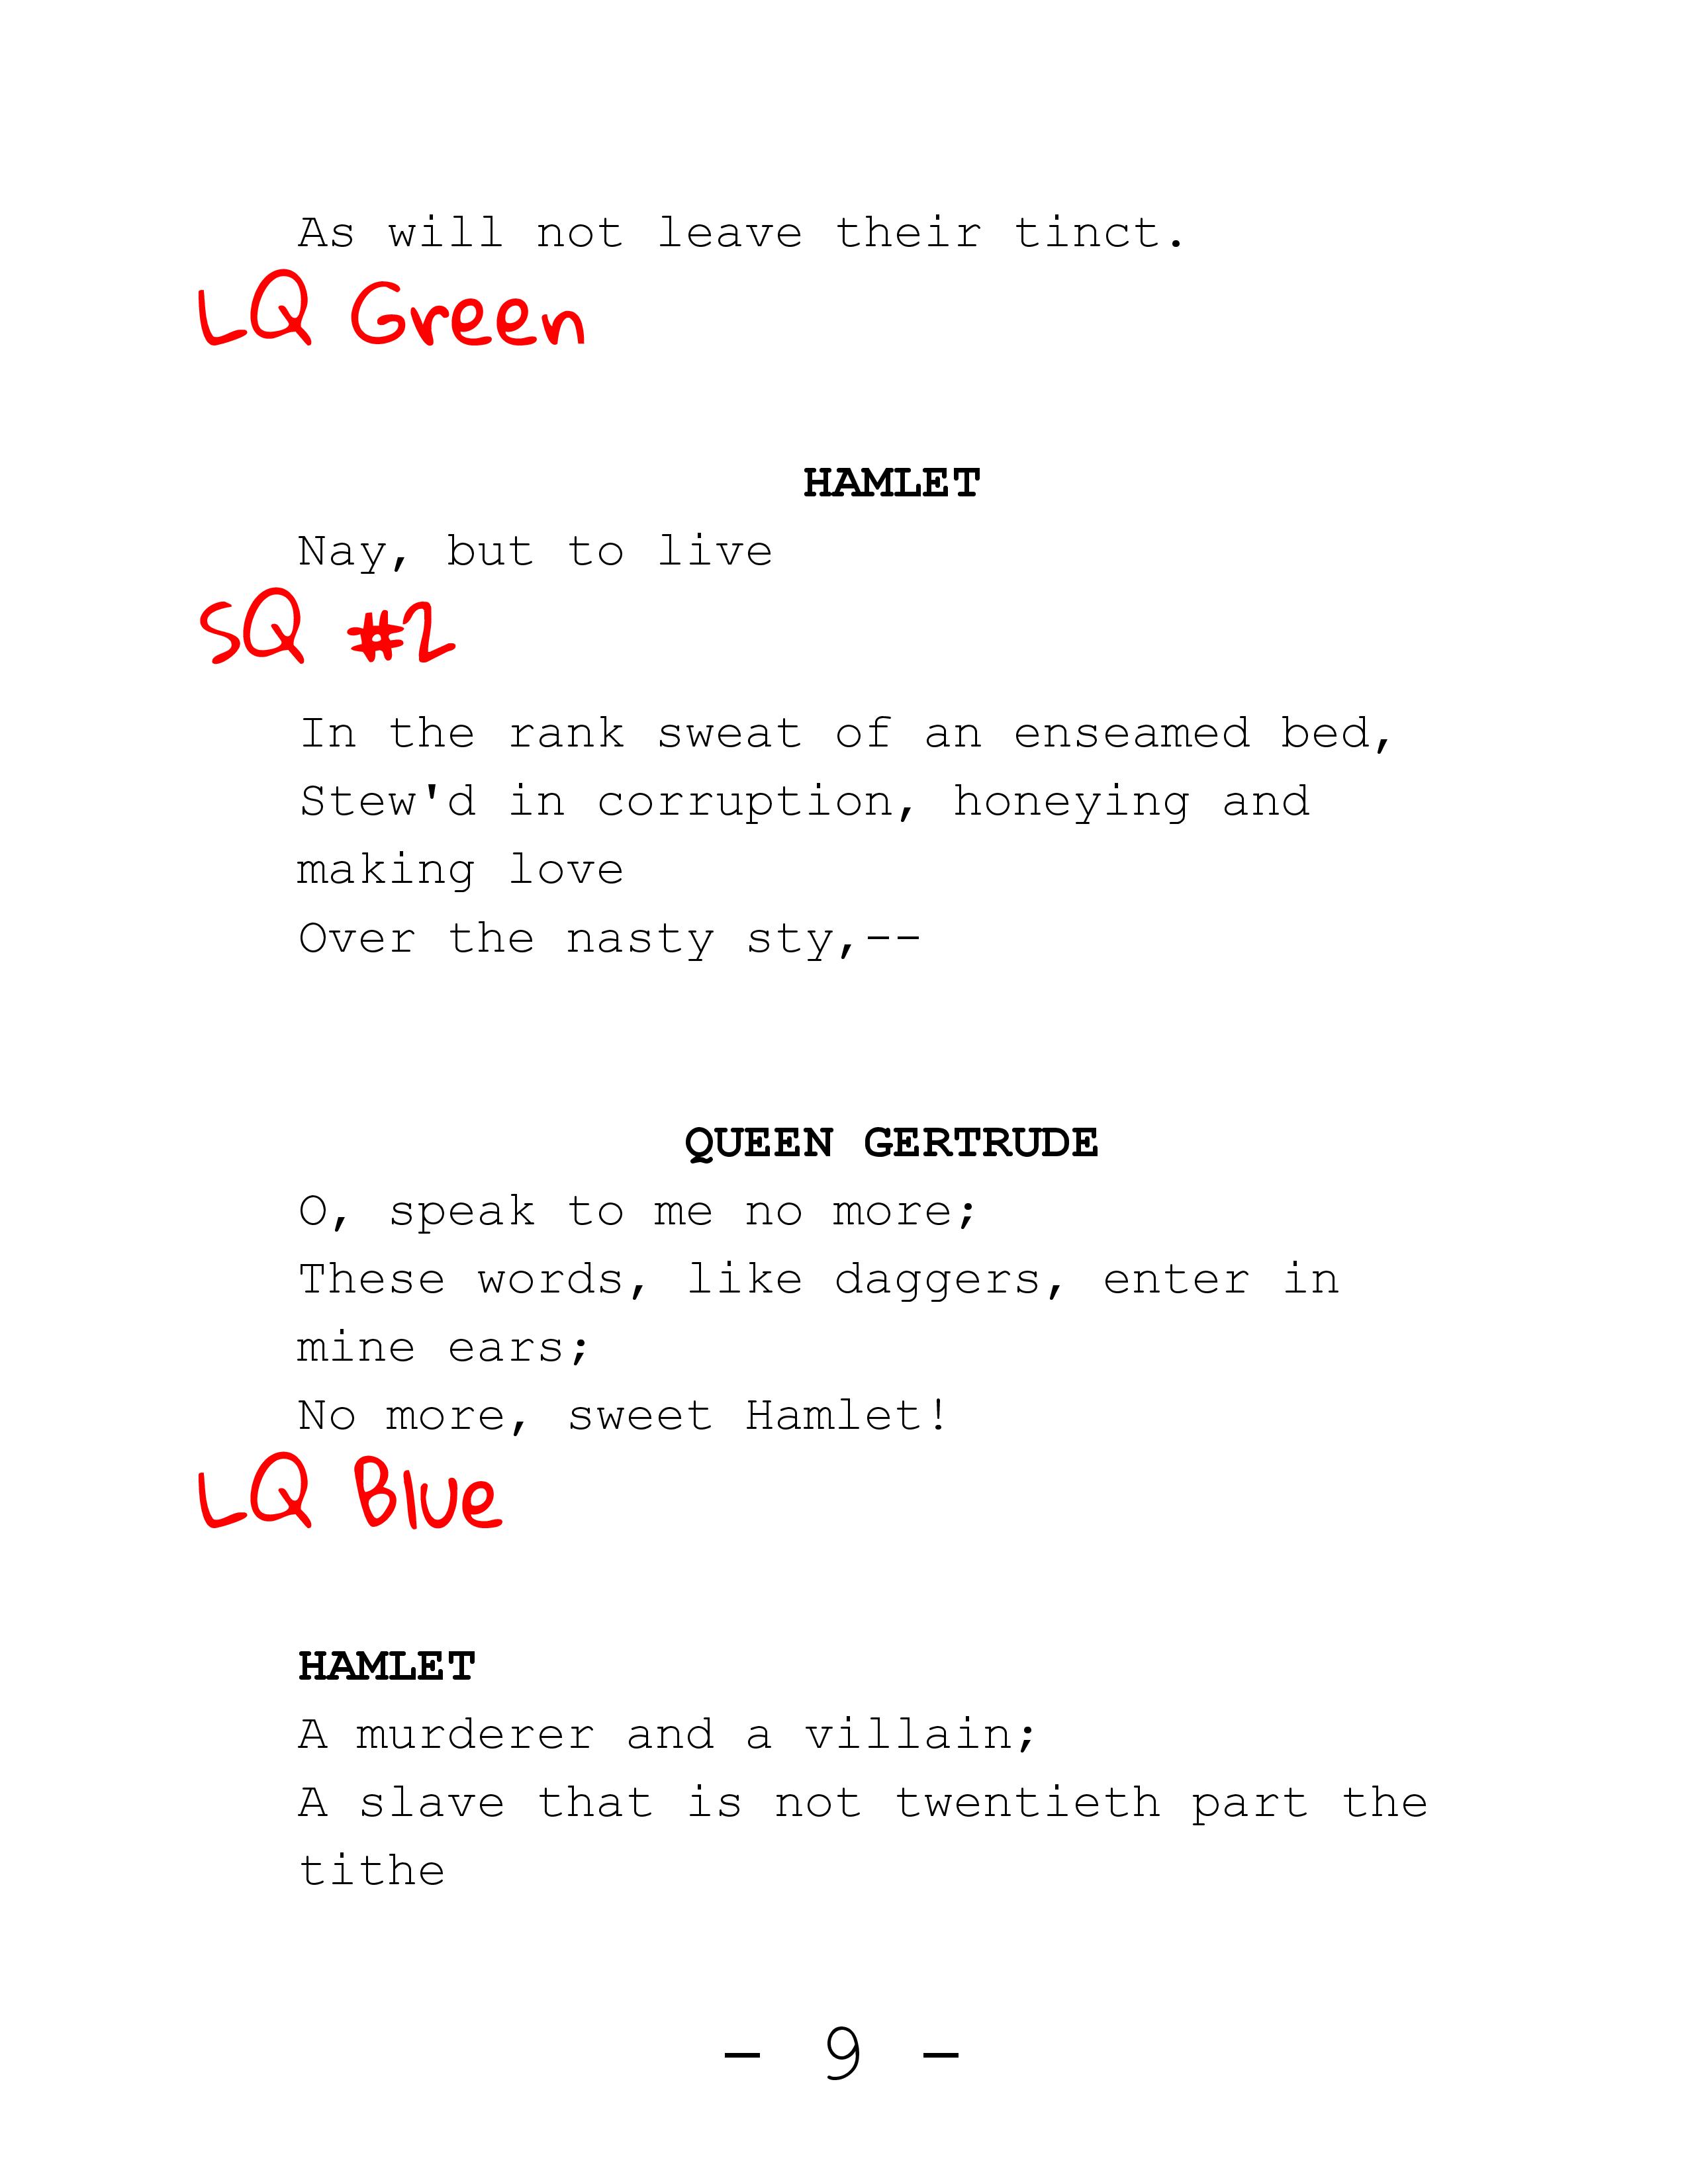 As will not leave their tinct.
LQ Green
HAMLET
Nay, but to live
SQ #2
In the rank sweat of an enseamed bed,
Stew'd in corruption, honeying and
making love
Over the nasty sty,--
QUEEN GERTRUDE
O, speak to me no more;
These words, like daggers, enter in
mine ears;
No more, sweet Hamlet!
LQ Blue
HAMLET
A murderer and a villain;
A slave that is not twentieth part the
tithe
- 9 -